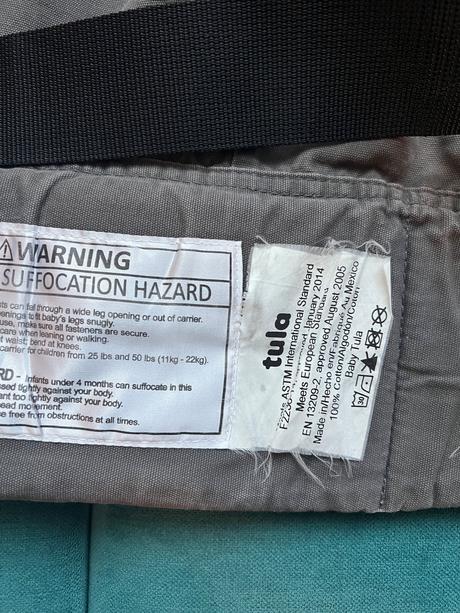 WARNING
SUFFOCATION HAZARD
can fall through a wide leg opening or out of carrier.
to fit baby's legs snugly.
use, make sure all fasteners are secure.
care when leaning or walking.
at waist; bend at knees.
carrier for children from 25 lbs and 50 lbs (11kg - 22kg).
- Infants under 4 months can suffocate in this
tightly against your body.
too tightly against your body.
head movement.
free from obstructions at all times.
tula
ASTM International Standard
Meets European Standard
January 2014
EN 13209-2, approved August 2005
Made in/Hecho en/Fabriqué Au Mexico
100% Cotton/Algodón/Coton
Baby Tula
30